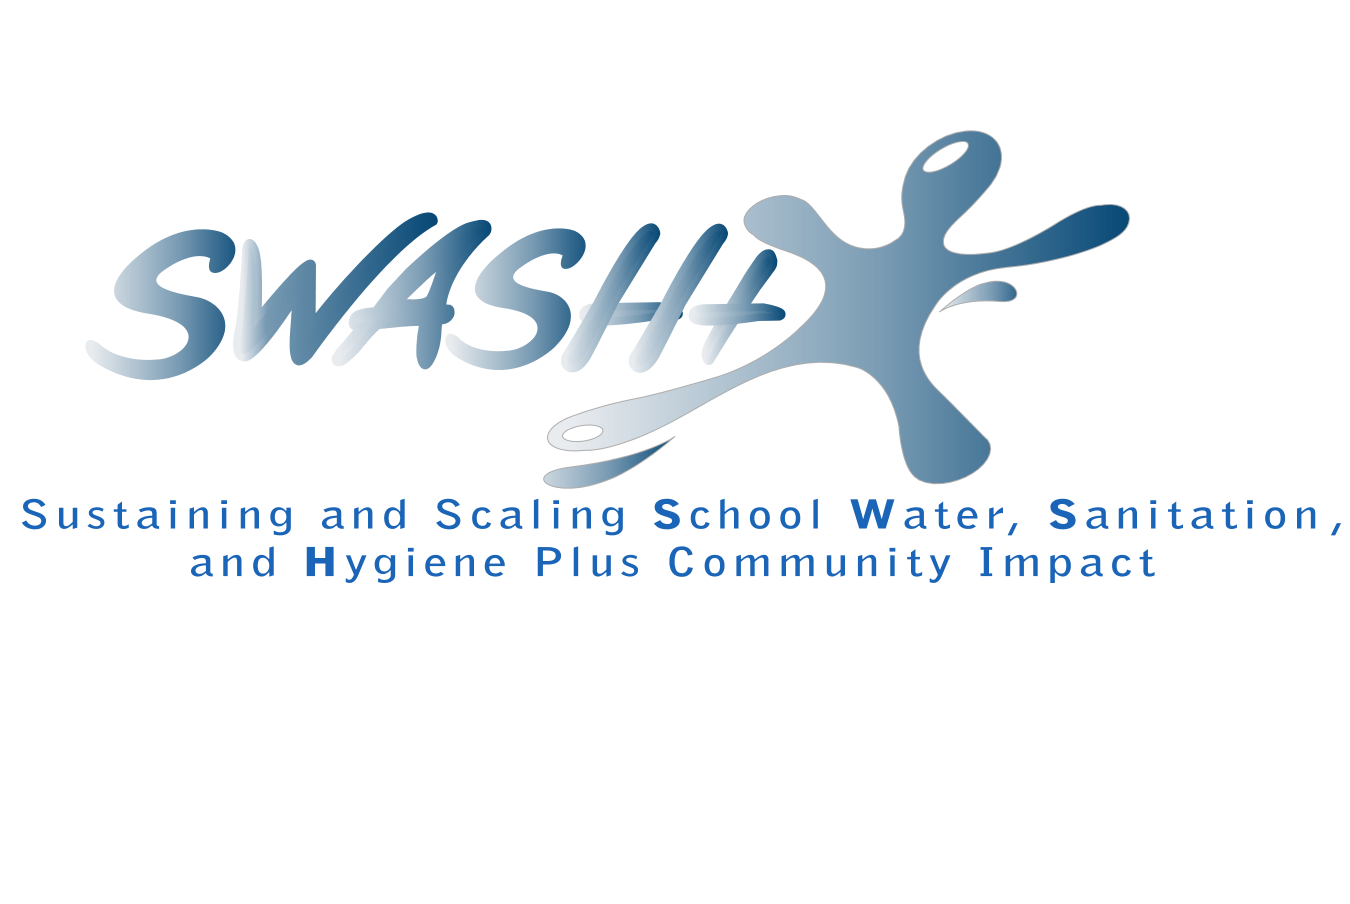 SWASH+
Sustaining and Scaling School Water, Sanitation,
and Hygiene Plus Community Impact